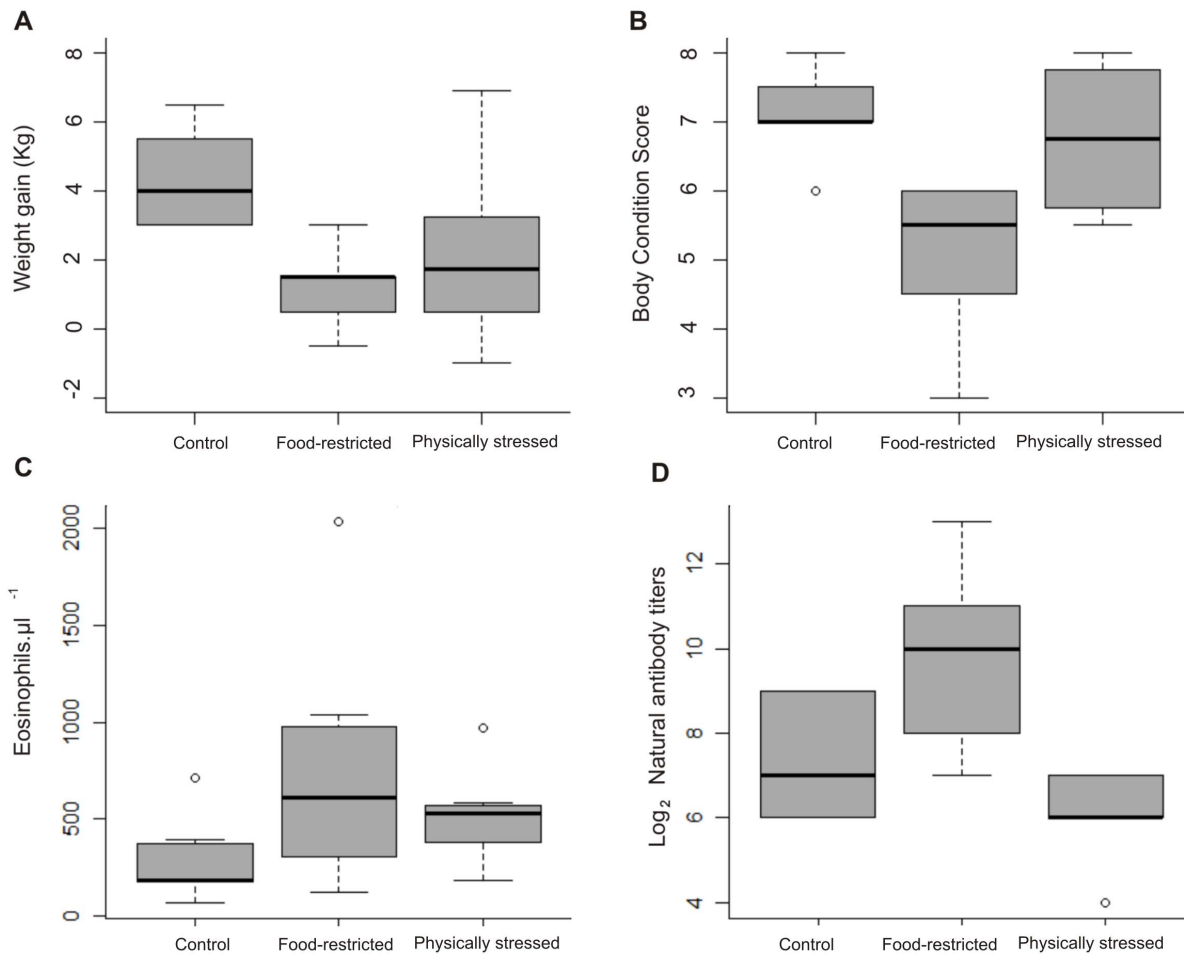 A
Weight gain (Kg)
8
6
4
2
0
-2
Control Food-restricted Physically stressed
B
Body Condition Score
8
7
6
5
4
3
Control Food-restricted Physically stressed
C
Eosinophils.µl -1
2000
1500
1000
500
0
Control Food-restricted Physically stressed
D
Log2 Natural antibody titers
12
10
8
6
4
Control Food-restricted Physically stressed